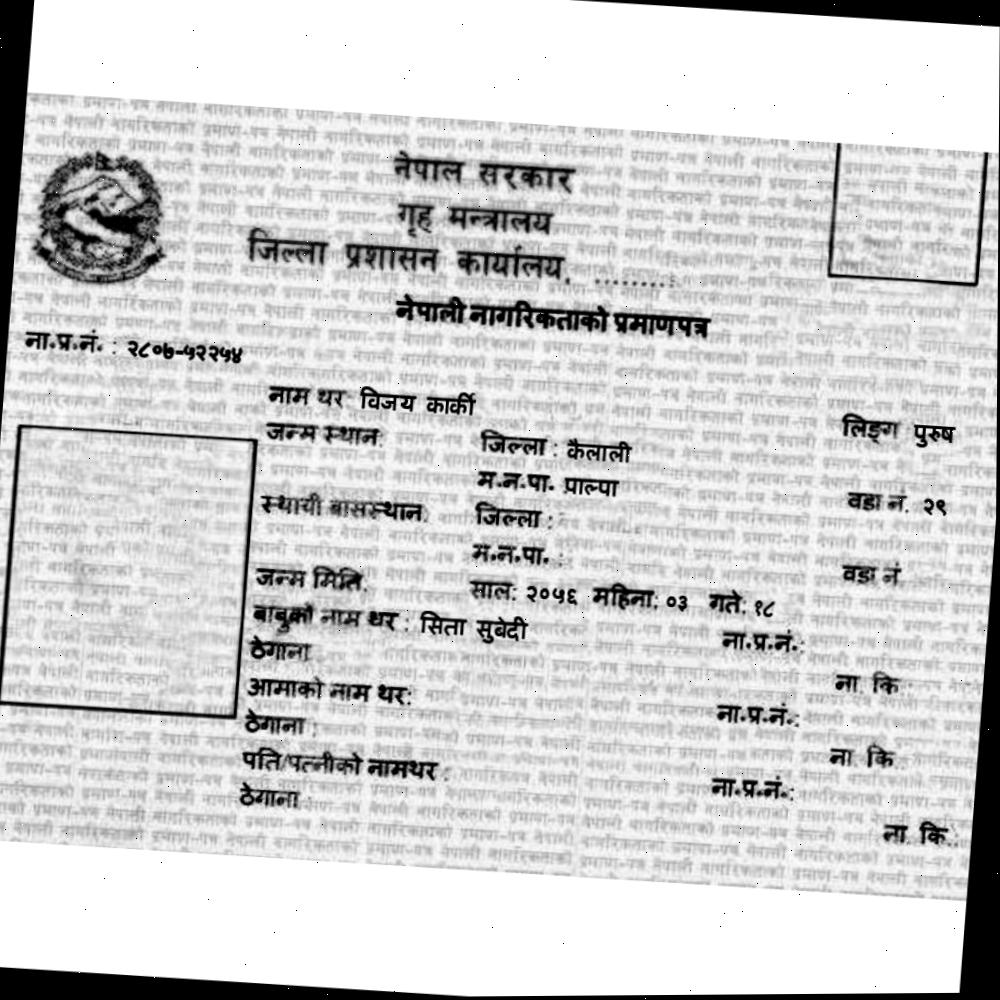 नेपाल सरकार
गृह मन्त्रालय
जिल्ला प्रशासन कार्यालय, .........
नेपाली नागरिकताको प्रमाणपत्र
ना.प्र.नं. : २८०७-५२२५४
नाम थर: विजय कार्की
लिङ्ग पुरुष
जन्म स्थान: जिल्ला : कैलाली
म.न.पा. प्राल्पा वडा नं. २९
स्थायी बासस्थान: जिल्ला :
म.न.पा. : वडा नं.
जन्म मिति: साल: २०५६ महिना: ०३ गते: १८
बाबुको नाम थर : सिता सुबेदी ना.प्र.नं.:
ठेगाना ना. कि.:
आमाको नाम थर: ना.प्र.नं.:
ठेगाना : ना. कि.:
पति/पत्नीको नामथर : ना.प्र.नं.:
ठेगाना : ना. कि.: